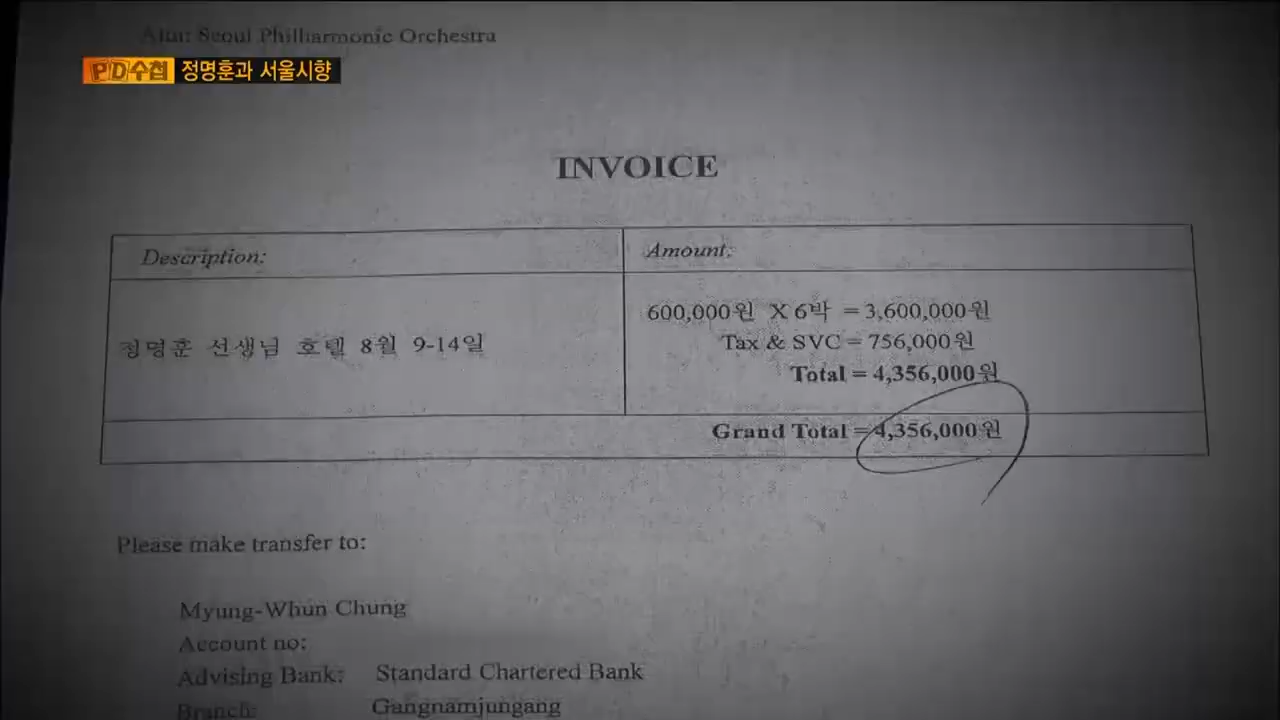 Attn: Seoul Philharmonic Orchestra
PD수첩 정명훈과 서울시향
INVOICE
Description:
Amount:
정명훈 선생님 호텔 8월 9-14일
600,000원 X 6박 = 3,600,000원
Tax & SVC = 756,000원
Total = 4,356,000원
Grand Total = 4,356,000원
Please make transfer to:
Myung-Whun Chung
Account no:
Advising Bank: Standard Chartered Bank
Branch: Gangnamjungang